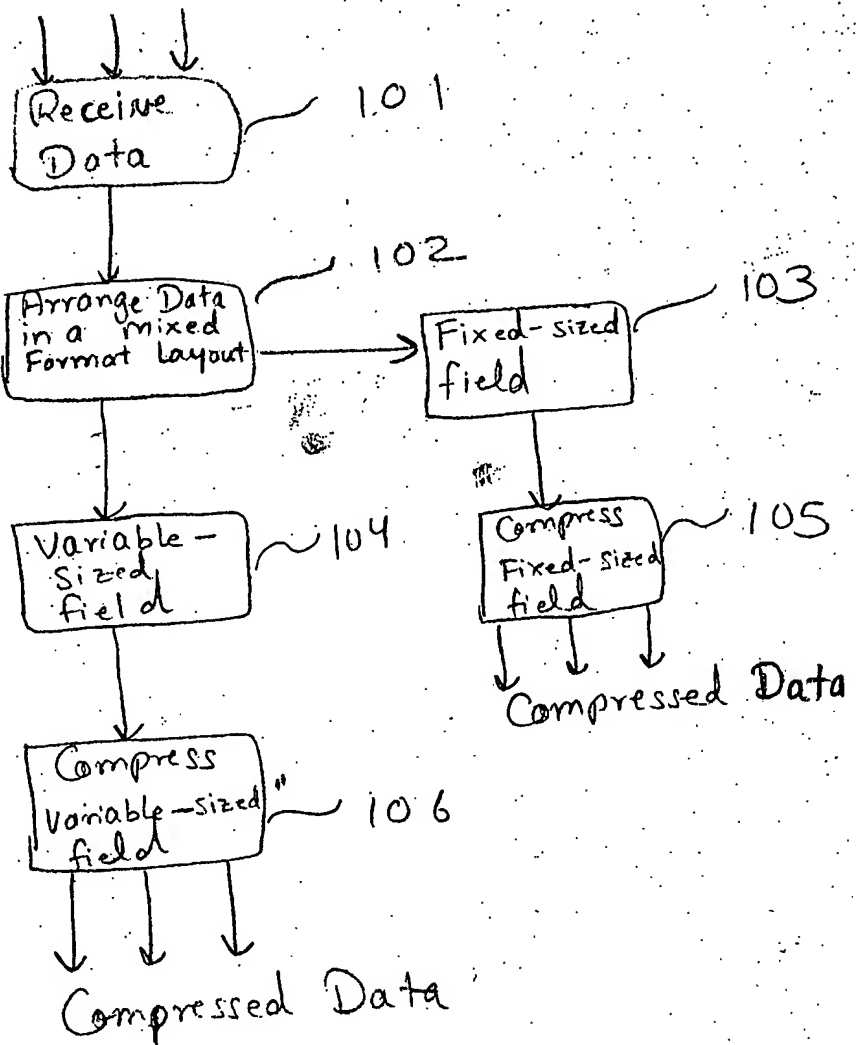 Receive
Data
101
Arrange Data
in a mixed
Format Layout
102
Fixed-sized
field
103
Variable-
Sized
field
104
Compress
Fixed-sized
field
105
Compressed Data
Compress
Variable-sized
field
106
Compressed Data